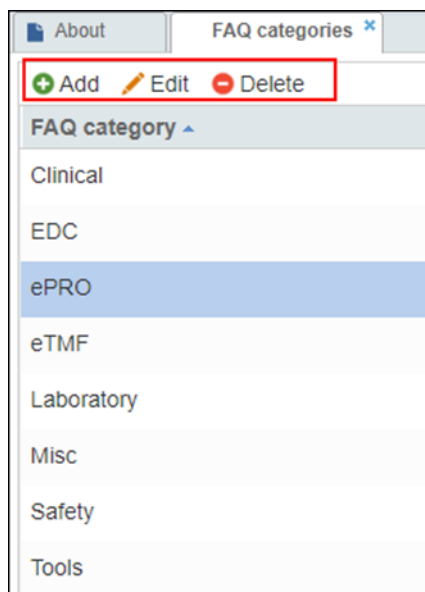 About FAQ categories
Add Edit Delete
FAQ category
Clinical
EDC
ePRO
eTMF
Laboratory
Misc
Safety
Tools